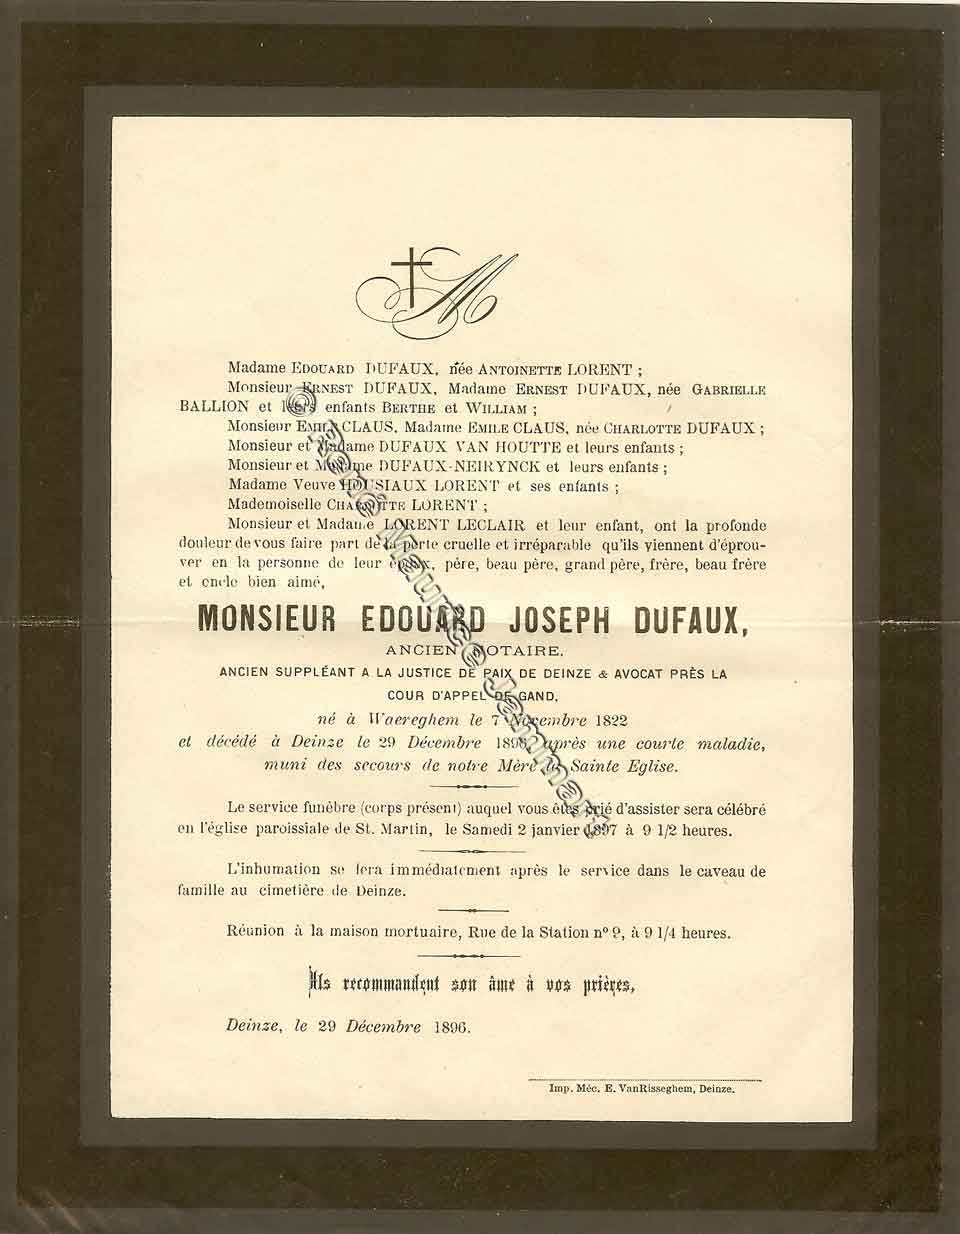 M
Madame EDOUARD DUFAUX, née ANTOINETTE LORENT ;
Monsieur ERNEST DUFAUX, Madame ERNEST DUFAUX, née GABRIELLE
BALLION et leurs enfants BERTHE et WILLIAM ;
Monsieur EMILE CLAUS, Madame EMILE CLAUS, née CHARLOTTE DUFAUX ;
Monsieur et Madame DUFAUX VAN HOUTTE et leurs enfants ;
Monsieur et Madame DUFAUX-NEIRYNCK et leurs enfants ;
Madame Veuve HOUSIAUX LORENT et ses enfants ;
Mademoiselle CHARLOTTE LORENT ;
Monsieur et Madame LORENT LECLAIR et leur enfant, ont la profonde
douleur de vous faire part de la perte cruelle et irréparable qu'ils viennent d'éprou-
ver en la personne de leur époux, père, beau père, grand père, frère, beau frère
et oncle bien aimé,
MONSIEUR EDOUARD JOSEPH DUFAUX,
ANCIEN NOTAIRE,
ANCIEN SUPPLÉANT A LA JUSTICE DE PAIX DE DEINZE & AVOCAT PRÈS LA
COUR D'APPEL DE GAND,
né à Waereghem le 7 Novembre 1822
et décédé à Deinze le 29 Décembre 1896 après une courte maladie,
muni des secours de notre Mère la Sainte Eglise.
Le service funèbre (corps présent) auquel vous êtes prié d'assister sera célébré
en l'église paroissiale de St. Martin, le Samedi 2 janvier 1897 à 9 1/2 heures.
L'inhumation se fera immédiatement après le service dans le caveau de
famille au cimetière de Deinze.
Réunion à la maison mortuaire, Rue de la Station nº 9, à 9 1/4 heures.
Ils recommandent son âme à vos prières,
Deinze, le 29 Décembre 1896.
Imp. Méc. E. VanRisseghem, Deinze.
© René Maurice Jammart